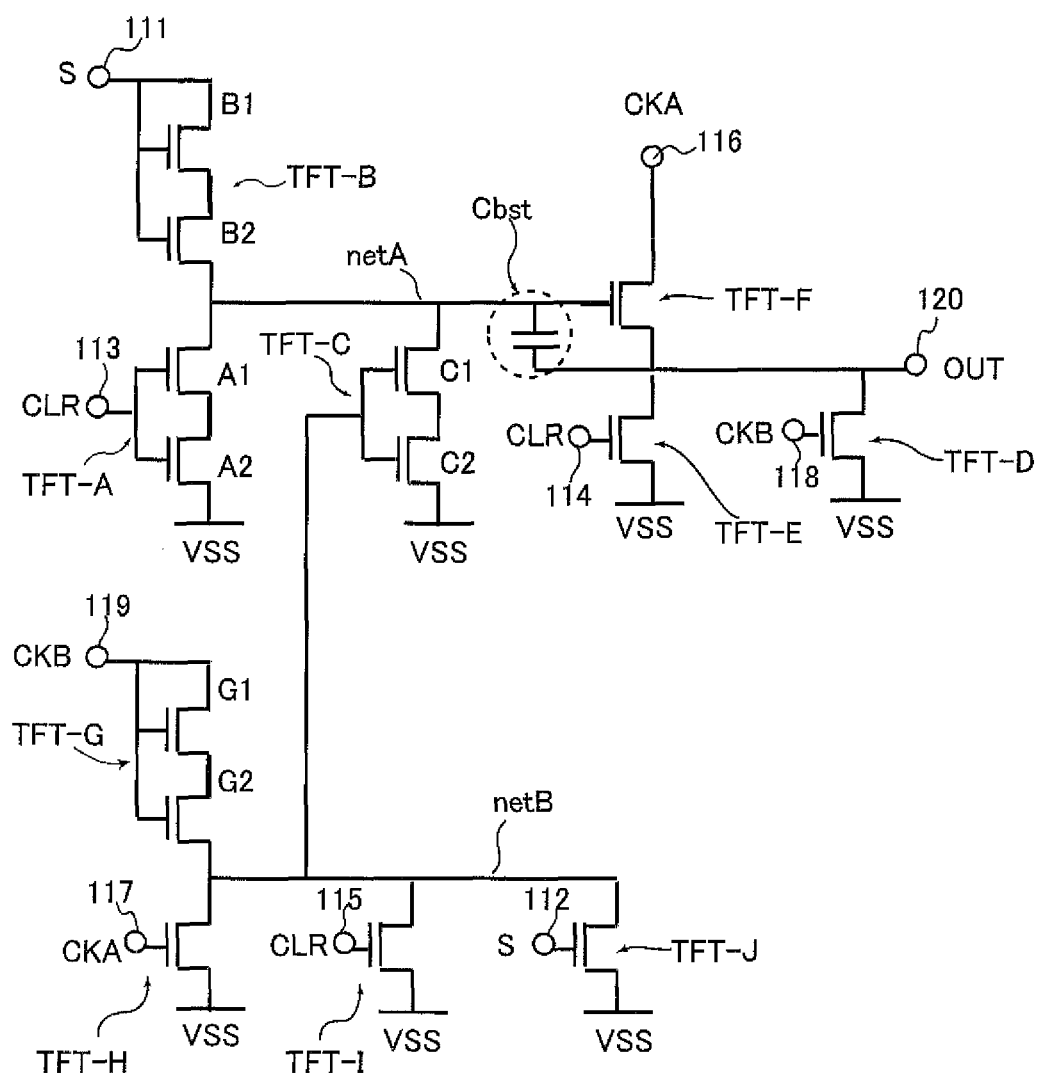 111
S
B1
CKA
116
TFT-B
Cbst
B2
netA
TFT-F
120
TFT-C
113
A1
C1
OUT
CLR
CLR
CKB
A2
C2
TFT-A
114
118
TFT-D
VSS
VSS
VSS
TFT-E
VSS
119
CKB
G1
TFT-G
G2
netB
117
115
112
CKA
CLR
S
TFT-J
VSS
VSS
VSS
TFT-H
TFT-I